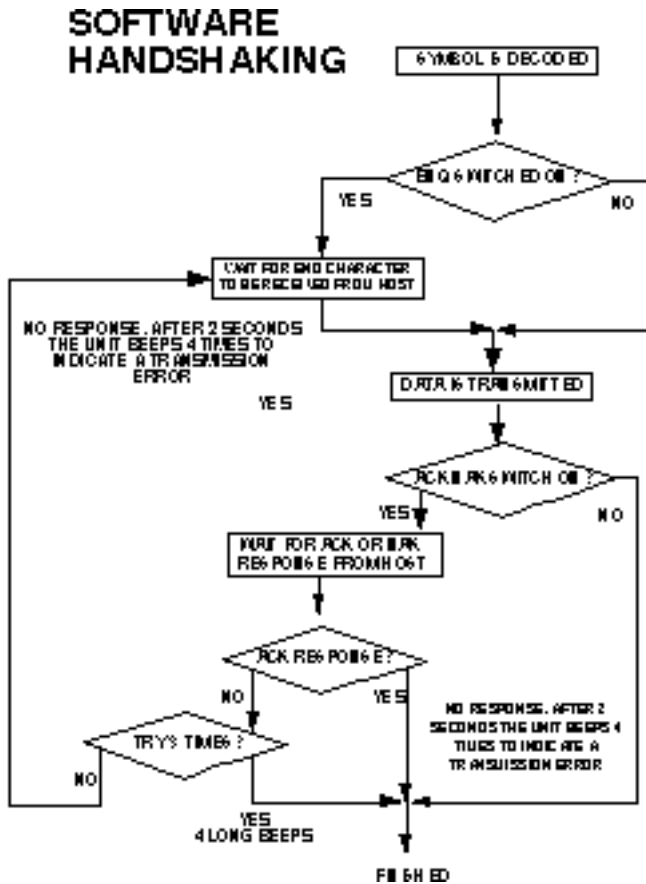 SOFTWARE
HANDSHAKING
SYMBOL IS DECODED
ENQ SWITCHED ON ?
YES
NO
WAIT FOR END CHARACTER
TO BE RECEIVED FROM HOST
NO RESPONSE. AFTER 2 SECONDS
THE UNIT BEEPS 4 TIMES TO
INDICATE A TRANSMISSION
ERROR
YES
DATA IS TRANSMITTED
ACK NAK SWITCH ON ?
YES
NO
WAIT FOR ACK OR NAK
RESPONSE FROM HOST
ACK RESPONSE ?
NO
YES
NO RESPONSE. AFTER 2
SECONDS THE UNIT BEEPS 4
TIMES TO INDICATE A
TRANSMISSION ERROR
TRY 3 TIMES ?
NO
YES
4 LONG BEEPS
FINISHED